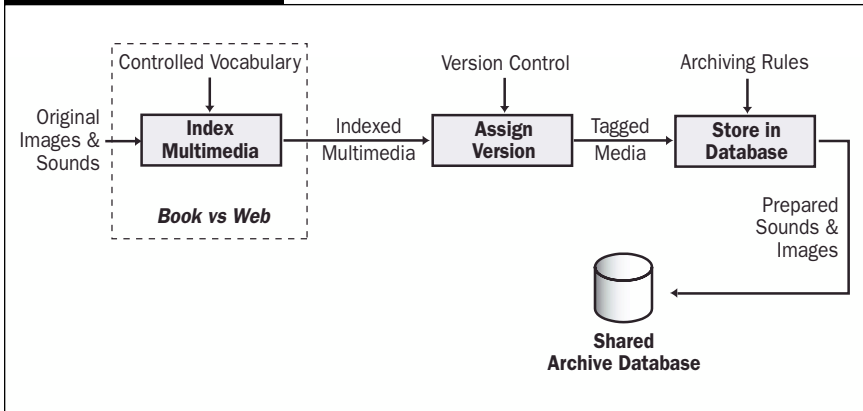 Controlled Vocabulary
Version Control
Archiving Rules
Original
Images &
Sounds
Index
Multimedia
Indexed
Multimedia
Assign
Version
Tagged
Media
Store in
Database
Book vs Web
Prepared
Sounds &
Images
Shared
Archive Database